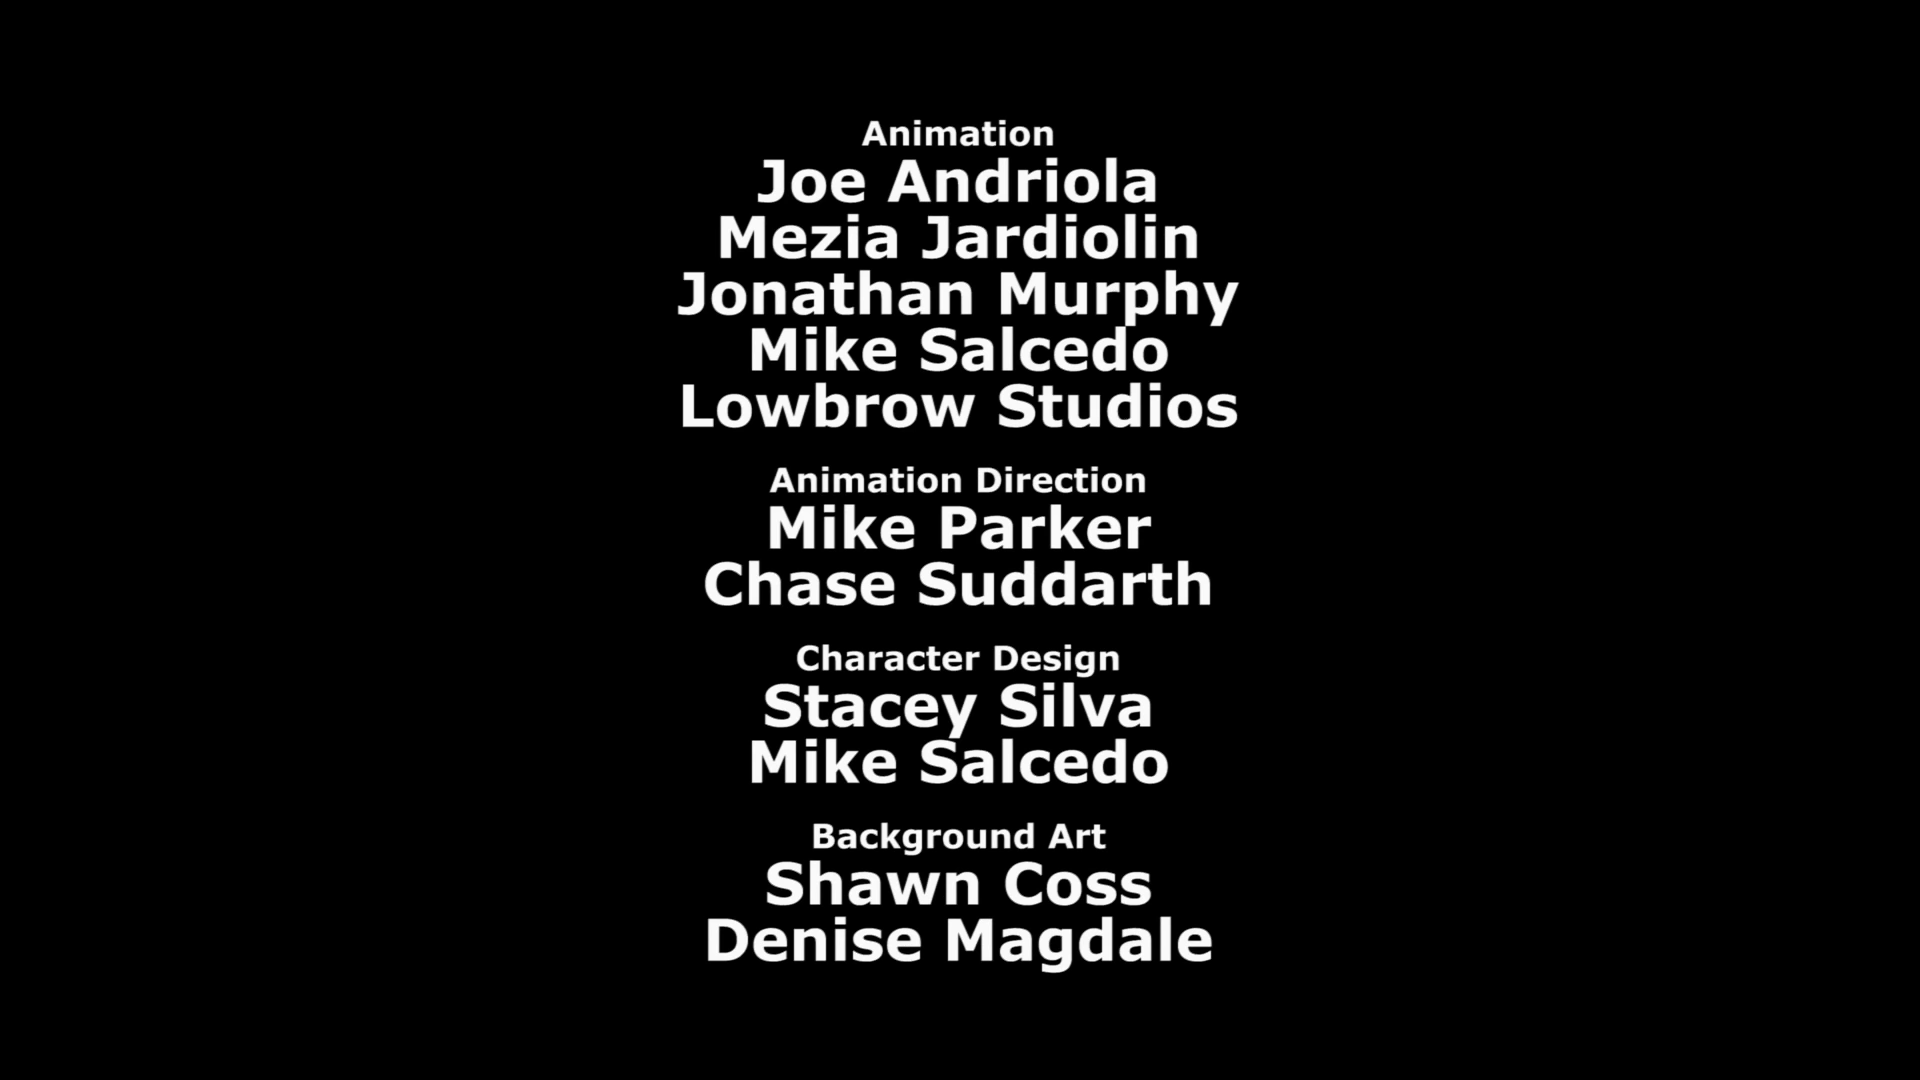 Animation
Joe Andriola
Mezia Jardiolin
Jonathan Murphy
Mike Salcedo
Lowbrow Studios
Animation Direction
Mike Parker
Chase Suddarth
Character Design
Stacey Silva
Mike Salcedo
Background Art
Shawn Coss
Denise Magdale